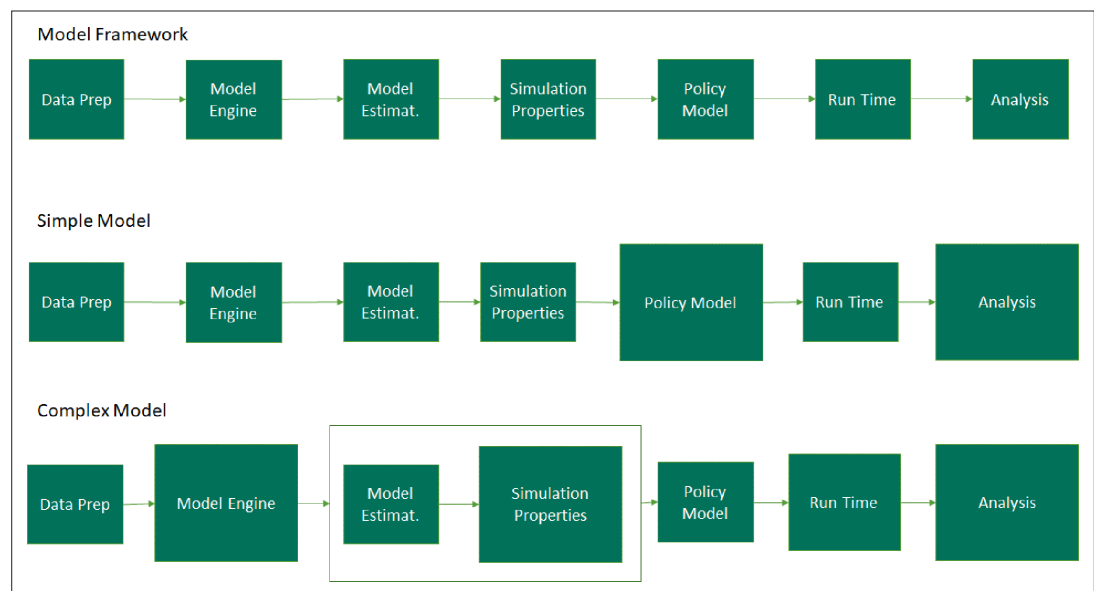 Model Framework
Data Prep
Model
Engine
Model
Estimat.
Simulation
Properties
Policy
Model
Run Time
Analysis
Simple Model
Data Prep
Model
Engine
Model
Estimat.
Simulation
Properties
Policy Model
Run Time
Analysis
Complex Model
Data Prep
Model Engine
Model
Estimat.
Simulation
Properties
Policy
Model
Run Time
Analysis